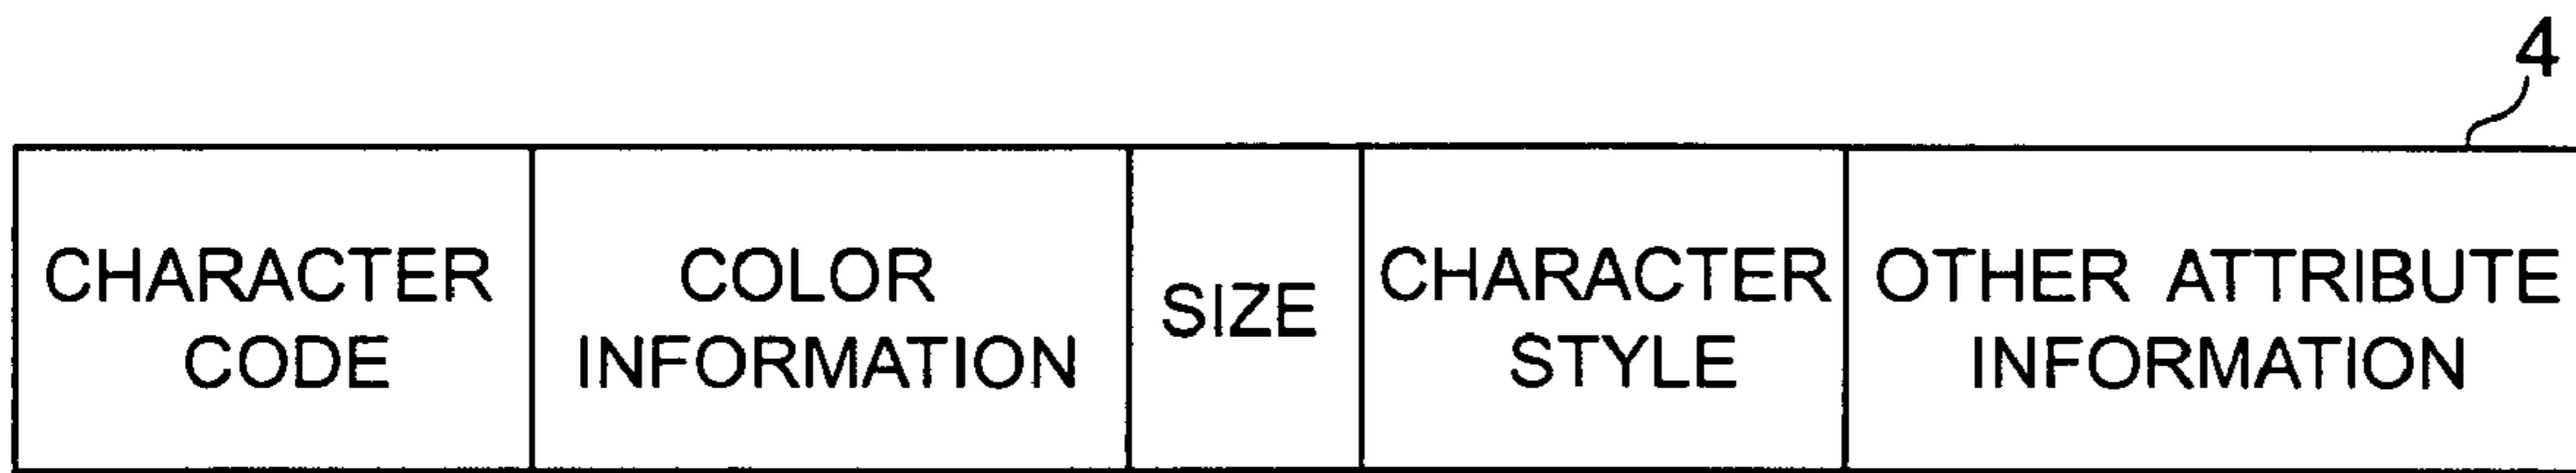 4
CHARACTER
CODE
COLOR
INFORMATION
SIZE
CHARACTER
STYLE
OTHER ATTRIBUTE
INFORMATION